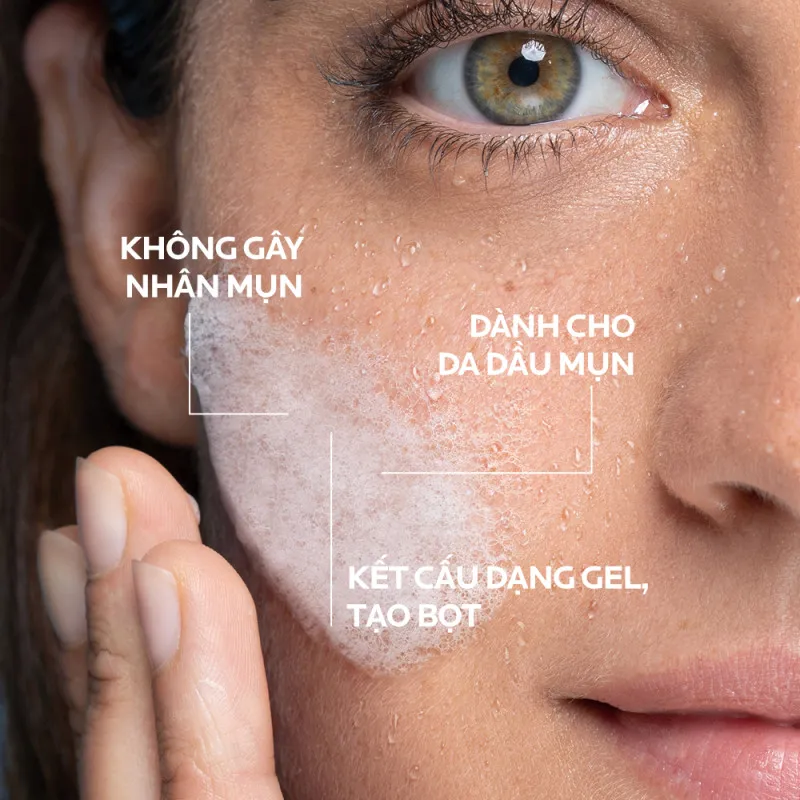 KHÔNG GÂY
NHÂN MỤN
DÀNH CHO
DA DẦU MỤN
KẾT CẤU DẠNG GEL,
TẠO BỌT